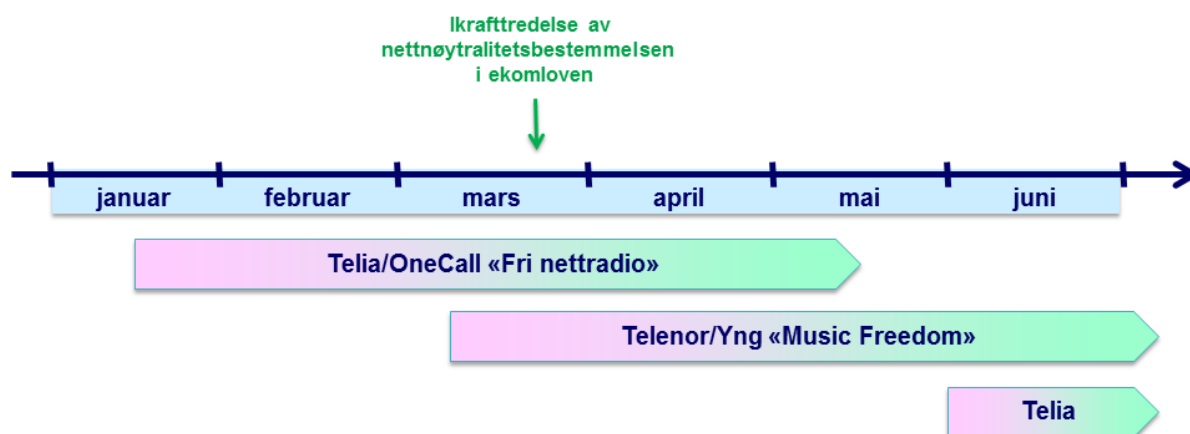 Ikrafttredelse av
nettnøytralitetsbestemmelsen
i ekomloven
januar februar mars april mai juni
Telia/OneCall «Fri nettradio»
Telenor/Yng «Music Freedom»
Telia